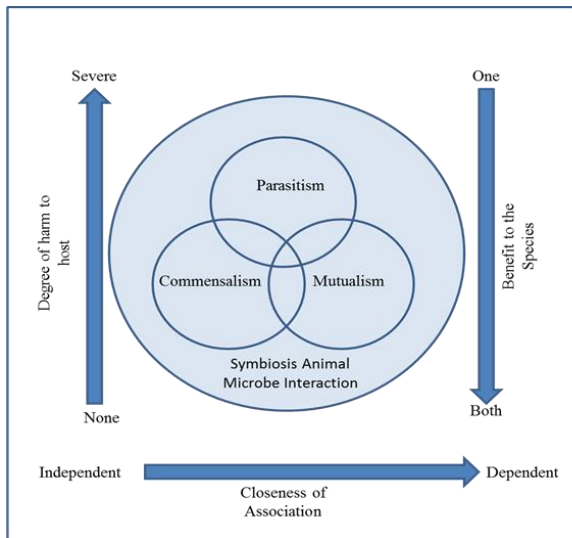 Severe
One
Degree of harm to
host
Parasitism
Commensalism
Mutualism
Benefit to the
Species
Symbiosis Animal
Microbe Interaction
None
Both
Independent
Dependent
Closeness of
Association